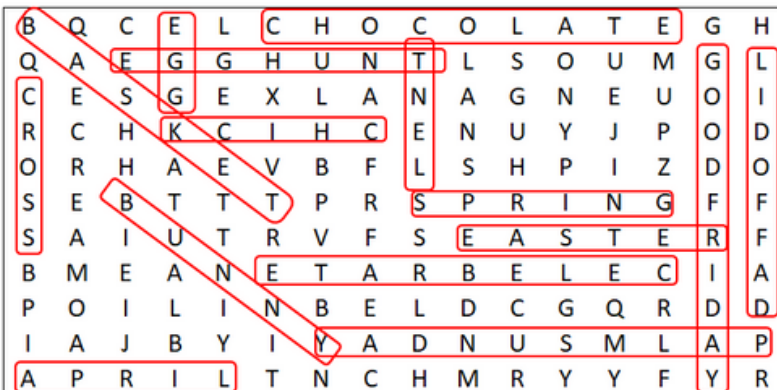 B Q C E L C H O C O L A T E G H
Q A E G G H U N T L S O U M G L
C E S G E X L A N A G N E U O I
R C H K C I H C E N U Y J P O D
O R H A E V B F L S H P I Z D O
S E B T T T P R S P R I N G F F
S A I U T R V F S E A S T E R F
B M E A N E T A R B E L E C I A
P O I L I N B E L D C G Q R D D
I A J B Y I Y A D N U S M L A P
A P R I L T N C H M R Y Y F Y R